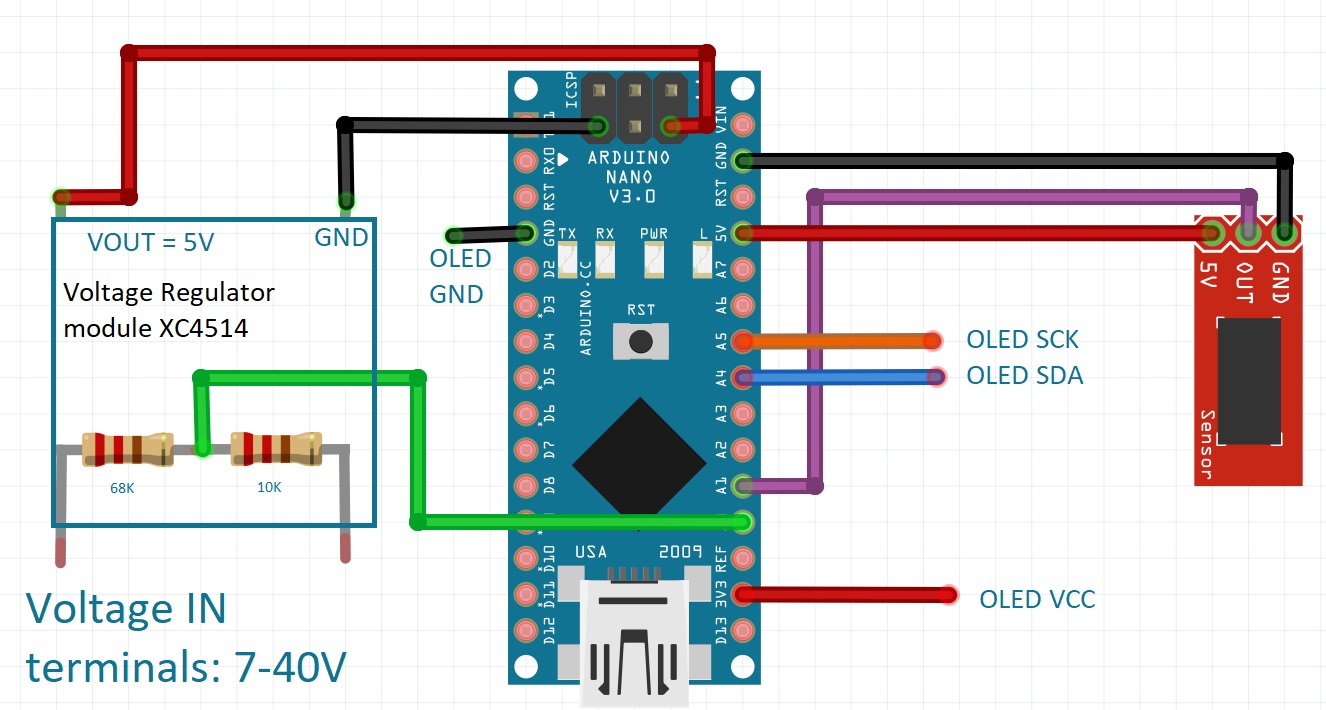 VOUT = 5V
GND
Voltage Regulator
module XC4514
68K
10K
Voltage IN
terminals: 7-40V
OLED
GND
ICSP
ARDUINO
NANO
V3.0
TX
RX
PWR
L
ARDUINO.CC
RST
USA
2009
RX0
RST
GND
D2
*D3
D4
*D5
*D6
D7
D8
*D10
*D11
D12
VIN
GND
RST
5V
A7
A6
A5
A4
A3
A2
A1
REF
3V3
D13
OLED SCK
OLED SDA
OLED VCC
5V
OUT
GND
Sensor